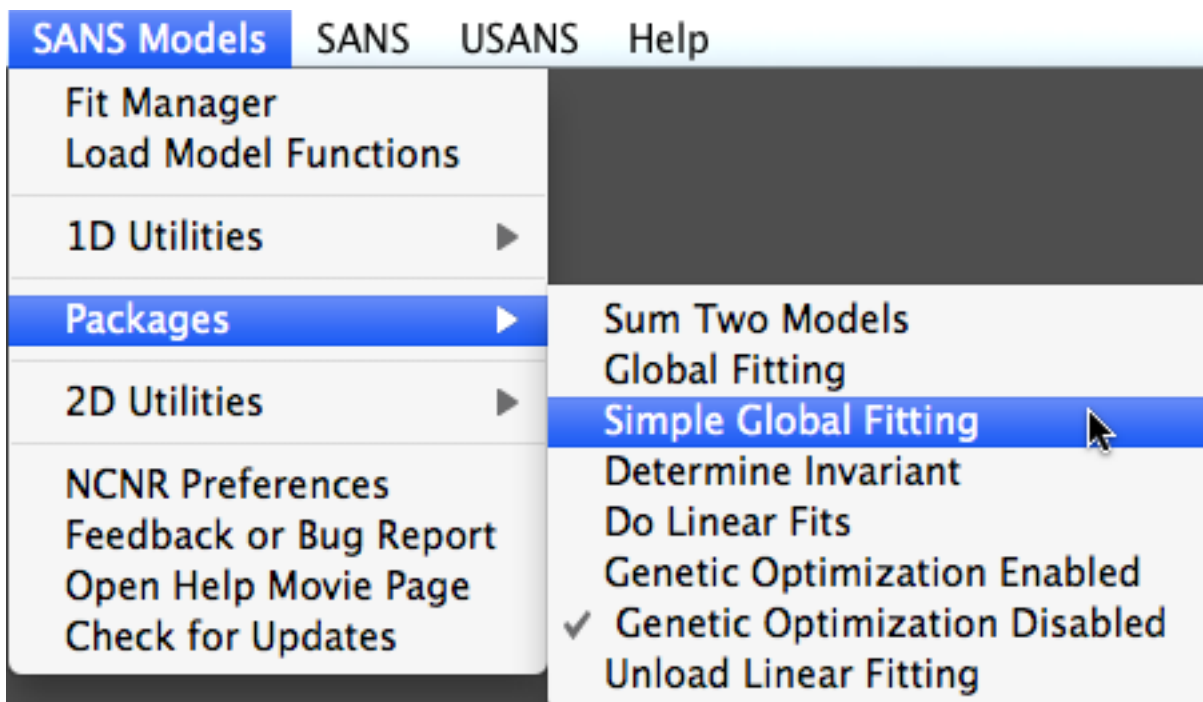 SANS Models SANS USANS Help
Fit Manager
Load Model Functions
1D Utilities
Packages
2D Utilities
NCNR Preferences
Feedback or Bug Report
Open Help Movie Page
Check for Updates
Sum Two Models
Global Fitting
Simple Global Fitting
Determine Invariant
Do Linear Fits
Genetic Optimization Enabled
Genetic Optimization Disabled
Unload Linear Fitting